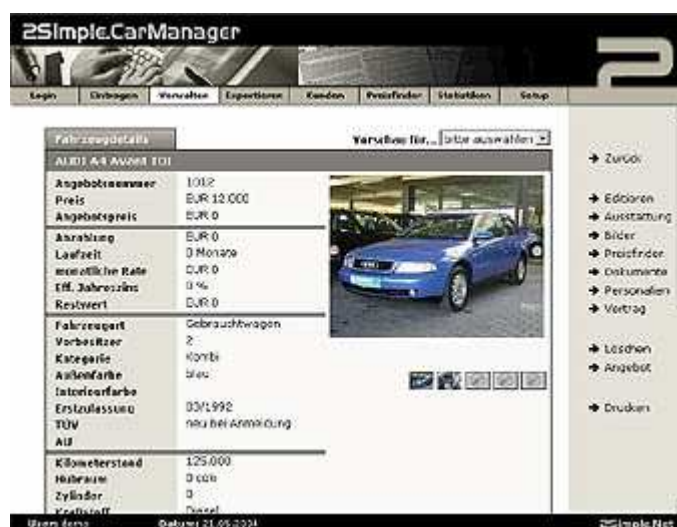 2Simple.CarManager
Login Eintragen Verwalten Exportieren Kunden Preisfinder Statistiken Setup
Fahrzeugdetails Vorschau für... bitte auswählen
AUDI A4 Avant TDI
Angebotsnummer 1012
Preis EUR 12.000
Angebotspreis EUR 0
Anzahlung EUR 0
Laufzeit 0 Monate
monatliche Rate EUR 0
Eff. Jahreszins 0 %
Restwert EUR 0
Fahrzeugart Gebrauchtwagen
Vorbesitzer 2
Kategorie Kombi
Außenfarbe blau
Interieurfarbe
Erstzulassung 03/1992
TÜV neu bei Anmeldung
AU
Kilometerstand 125.000
Hubraum 0 ccm
Zylinder 0
Kraftstoff Diesel
Zurück
Editieren
Ausstattung
Bilder
Preisfinder
Dokumente
Personalien
Vertrag
Löschen
Angebot
Drucken
User: demo Datum: 21.05.2004 2Simple.Net